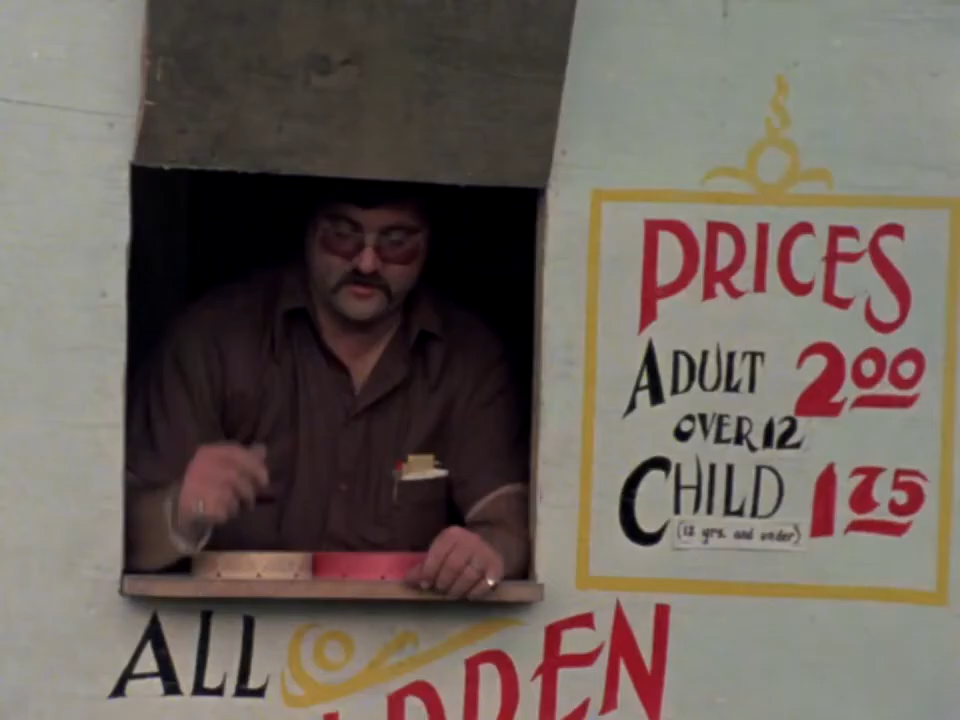 PRICES
ADULT 2.00
OVER 12
CHILD 1.75
(12 yrs. and under)
ALL